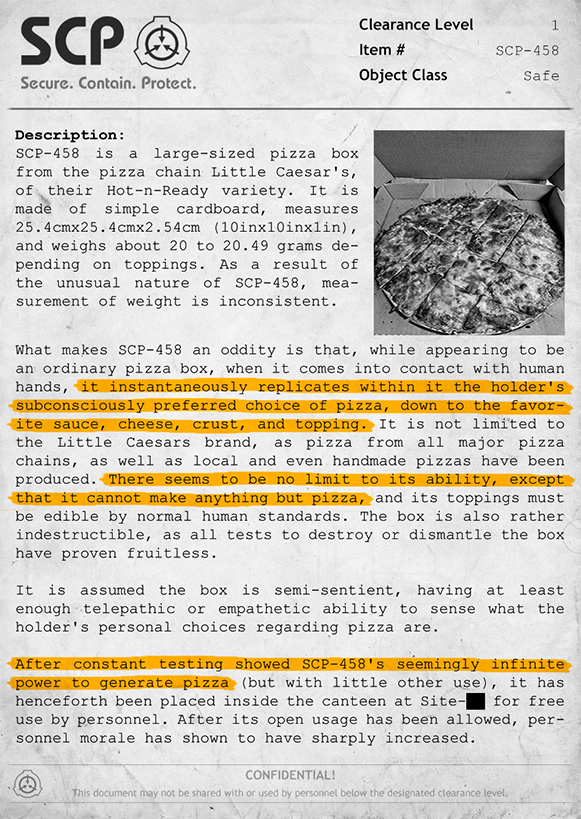 SCP
Secure. Contain. Protect.
Clearance Level 1
Item # SCP-458
Object Class Safe
Description:
SCP-458 is a large-sized pizza box
from the pizza chain Little Caesar's,
of their Hot-n-Ready variety. It is
made of simple cardboard, measures
25.4cmx25.4cmx2.54cm (10inx10inx1in),
and weighs about 20 to 20.49 grams de-
pending on toppings. As a result of
the unusual nature of SCP-458, mea-
surement of weight is inconsistent.
What makes SCP-458 an oddity is that, while appearing to be
an ordinary pizza box, when it comes into contact with human
hands, it instantaneously replicates within it the holder's
subconsciously preferred choice of pizza, down to the favor-
ite sauce, cheese, crust, and topping. It is not limited to
the Little Caesars brand, as pizza from all major pizza
chains, as well as local and even handmade pizzas have been
produced. There seems to be no limit to its ability, except
that it cannot make anything but pizza, and its toppings must
be edible by normal human standards. The box is also rather
indestructible, as all tests to destroy or dismantle the box
have proven fruitless.
It is assumed the box is semi-sentient, having at least
enough telepathic or empathetic ability to sense what the
holder's personal choices regarding pizza are.
After constant testing showed SCP-458's seemingly infinite
power to generate pizza (but with little other use), it has
henceforth been placed inside the canteen at Site-██ for free
use by personnel. After its open usage has been allowed, per-
sonnel morale has shown to have sharply increased.
CONFIDENTIAL!
This document may not be shared with or used by personnel below the designated clearance level.